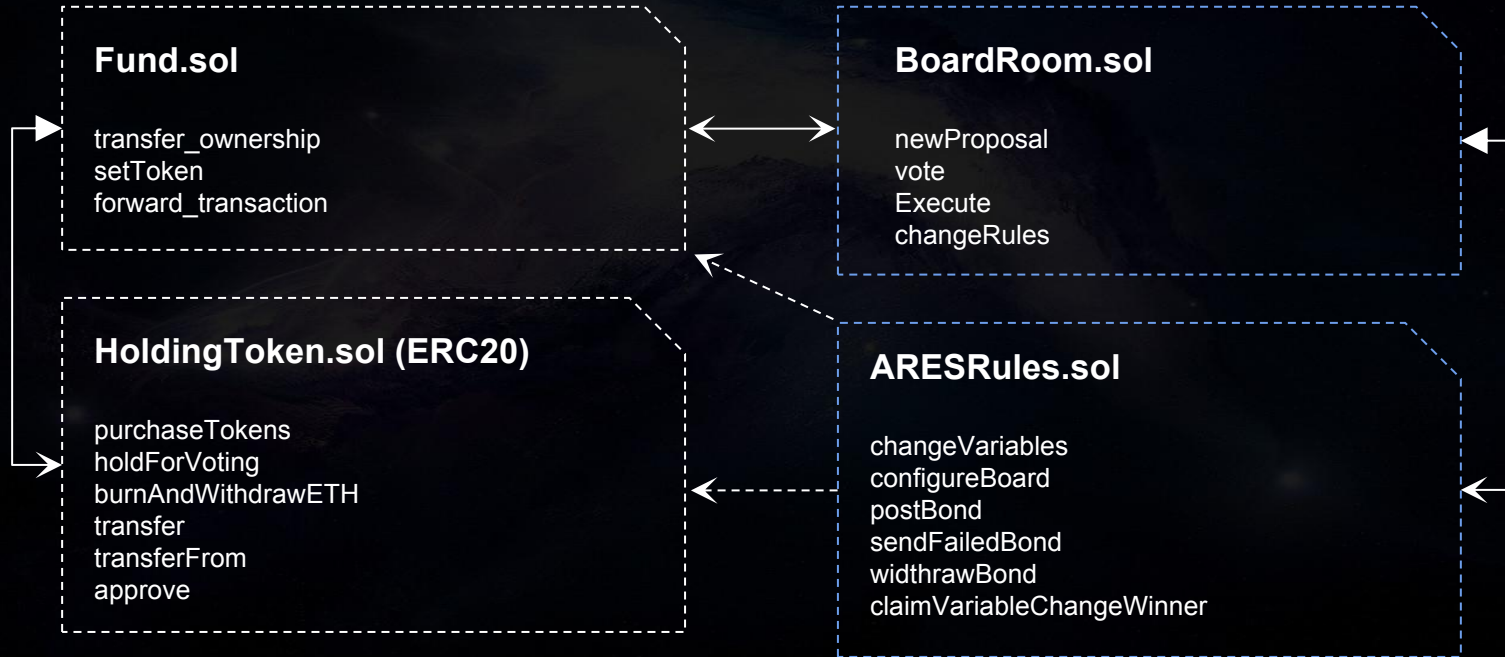 Fund.sol
transfer_ownership
setToken
forward_transaction
BoardRoom.sol
newProposal
vote
Execute
changeRules
HoldingToken.sol (ERC20)
purchaseTokens
holdForVoting
burnAndWithdrawETH
transfer
transferFrom
approve
ARESRules.sol
changeVariables
configureBoard
postBond
sendFailedBond
widthrawBond
claimVariableChangeWinner